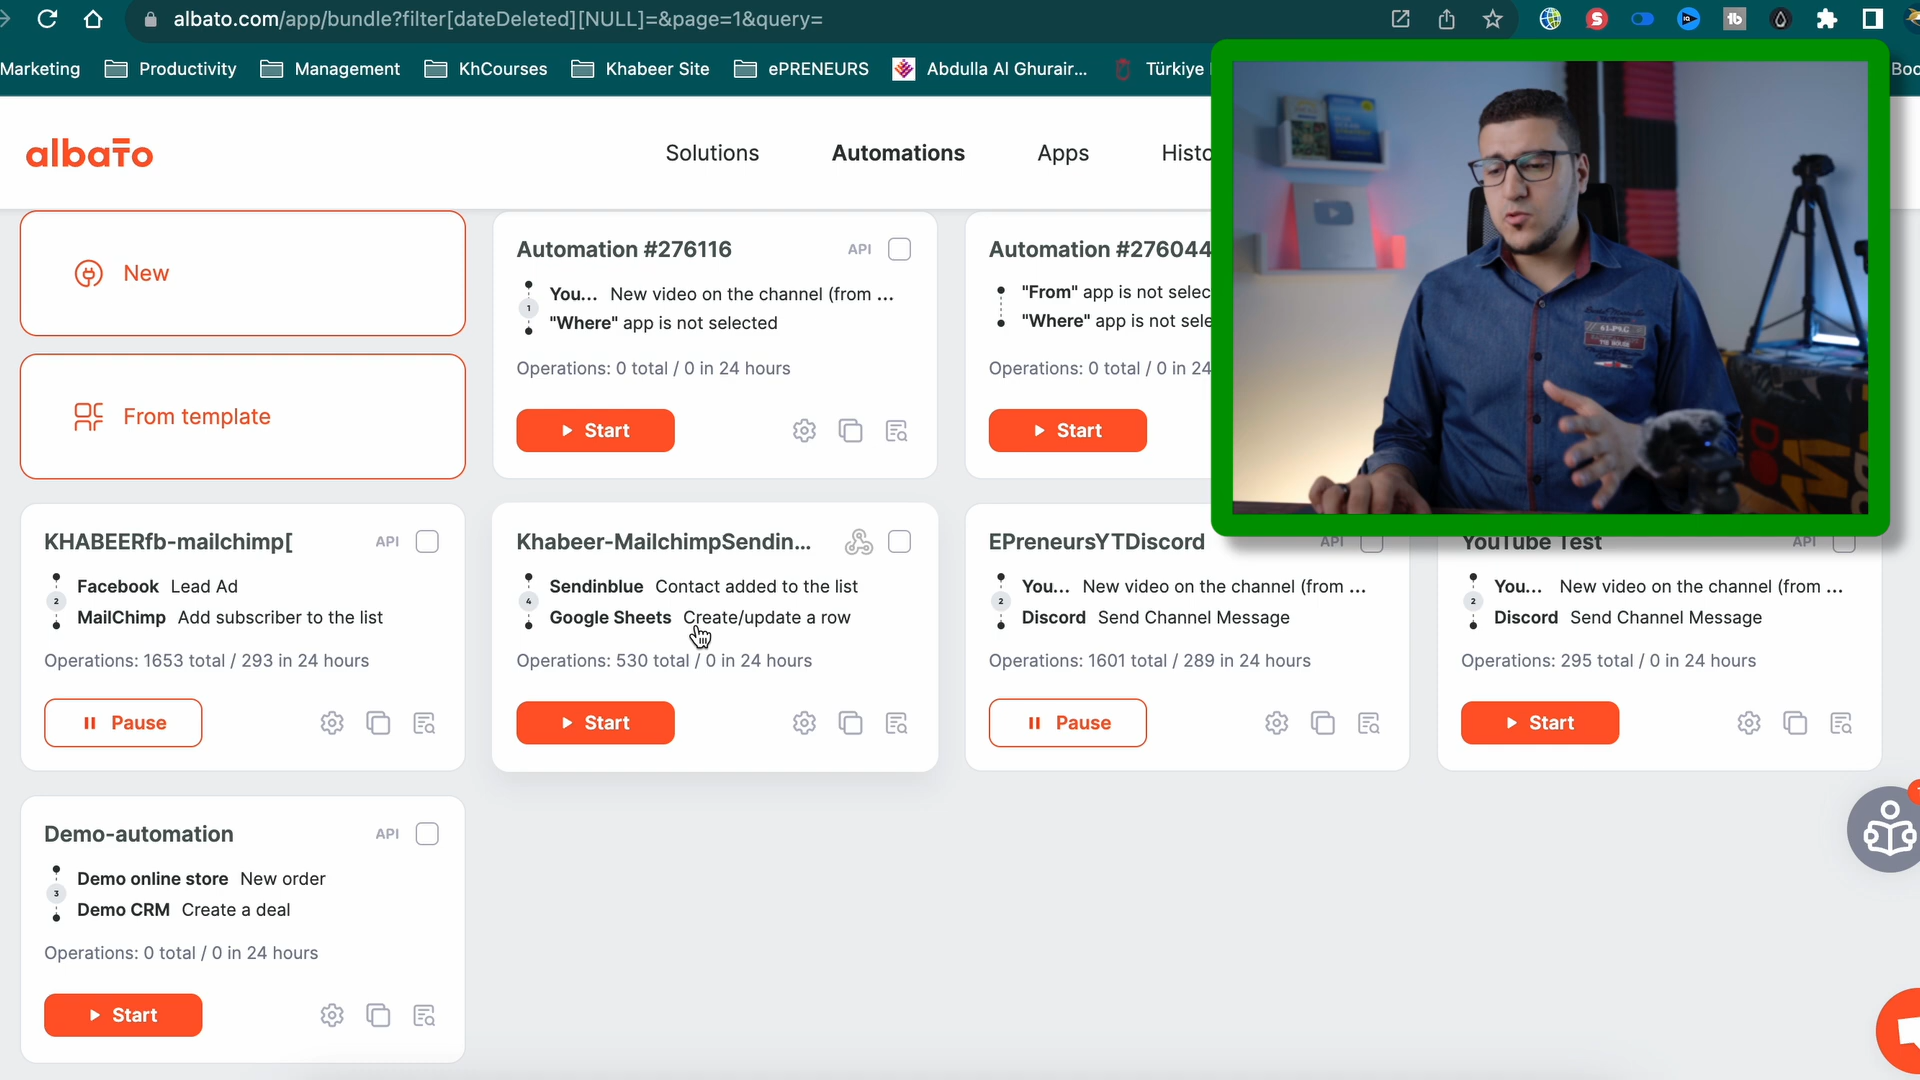 albato.com/app/bundle?filter[dateDeleted][NULL]=&page=1&query=
Marketing
Productivity
Management
KhCourses
Khabeer Site
ePRENEURS
Abdulla Al Ghurair...
Türkiye
Boo
albato
Solutions
Automations
Apps
Histo
New
From template
Automation #276116
API
1
You... New video on the channel (from ...
"Where" app is not selected
Operations: 0 total / 0 in 24 hours
Start
Automation #276044
"From" app is not selec
"Where" app is not sele
Operations: 0 total / 0 in 24
Start
KHABEERfb-mailchimp[
API
2
Facebook Lead Ad
MailChimp Add subscriber to the list
Operations: 1653 total / 293 in 24 hours
Pause
Khabeer-MailchimpSendin...
4
Sendinblue Contact added to the list
Google Sheets Create/update a row
Operations: 530 total / 0 in 24 hours
Start
EPreneursYTDiscord
API
2
You... New video on the channel (from ...
Discord Send Channel Message
Operations: 1601 total / 289 in 24 hours
Pause
YouTube Test
API
2
You... New video on the channel (from ...
Discord Send Channel Message
Operations: 295 total / 0 in 24 hours
Start
Demo-automation
API
3
Demo online store New order
Demo CRM Create a deal
Operations: 0 total / 0 in 24 hours
Start